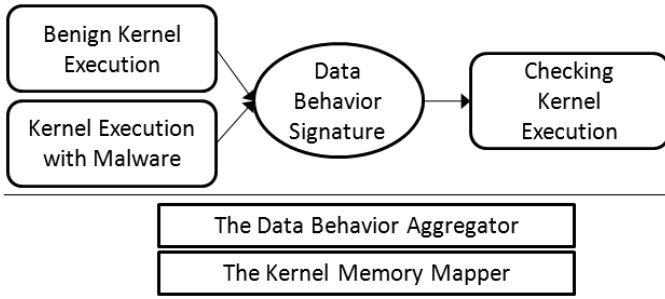 Benign Kernel
Execution
Kernel Execution
with Malware
Data
Behavior
Signature
Checking
Kernel
Execution
The Data Behavior Aggregator
The Kernel Memory Mapper